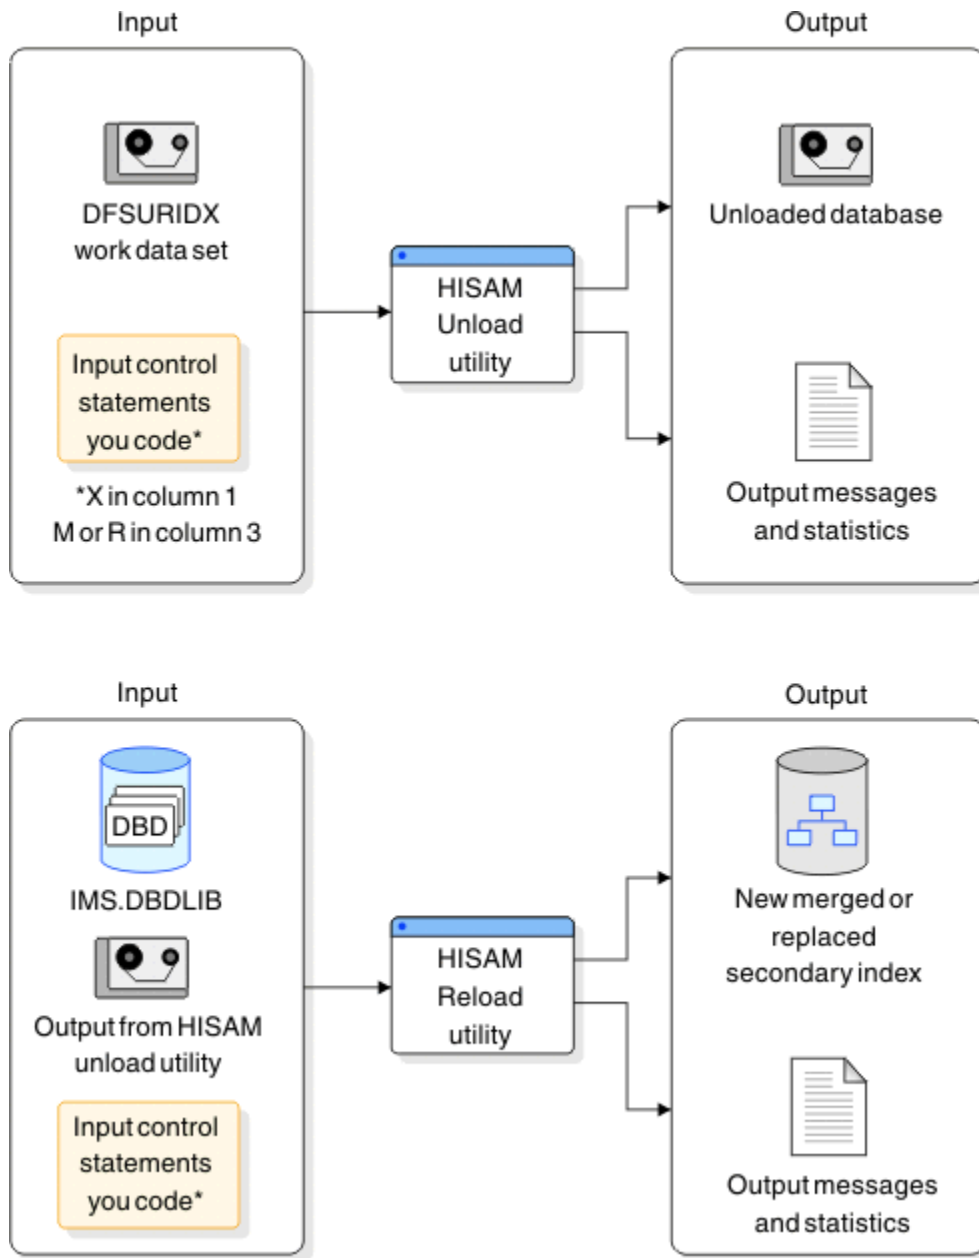 Input
DFSURIDX
work data set
Input control
statements
you code*
*X in column 1
M or R in column 3
HISAM
Unload
utility
Output
Unloaded database
Output messages
and statistics
Input
DBD
IMS.DBDLIB
Output from HISAM
unload utility
Input control
statements
you code*
HISAM
Reload
utility
Output
New merged or
replaced
secondary index
Output messages
and statistics